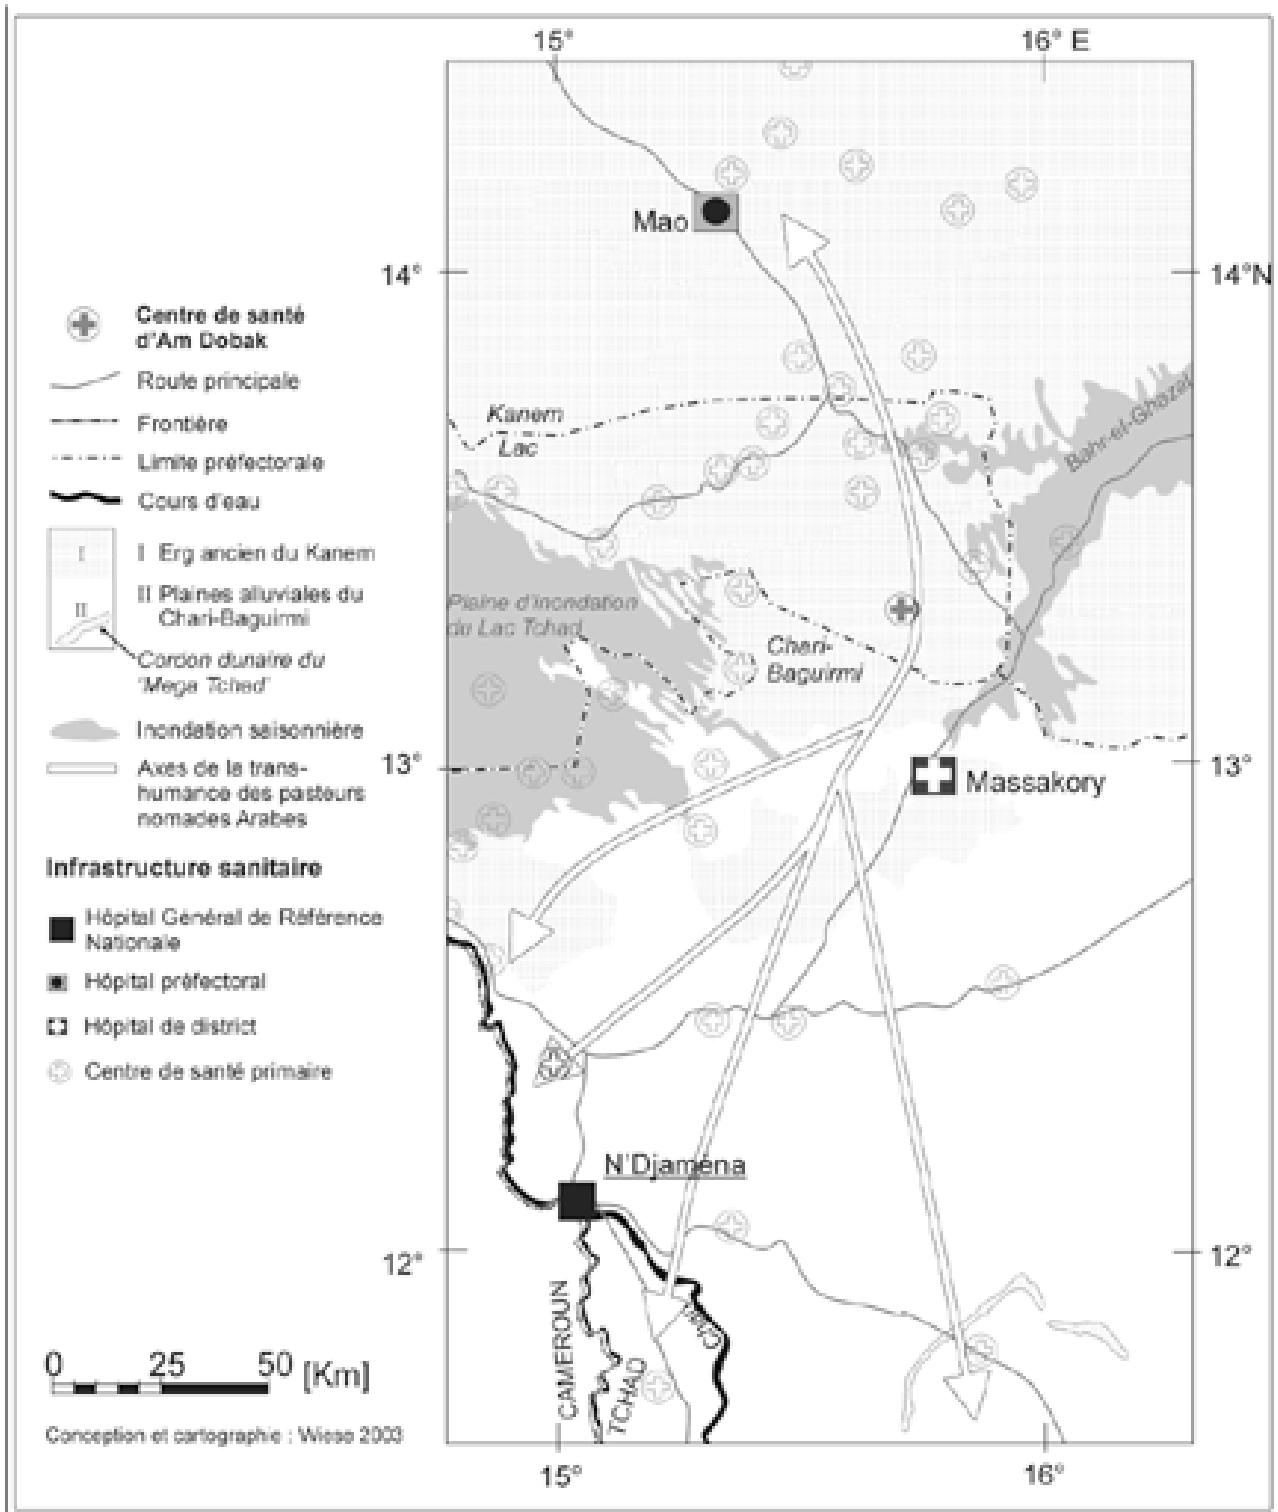 15°
16° E
Mao
14°
14°N
Centre de santé
d'Am Dobak
Route principale
Frontière
Limite préfectorale
Cours d'eau
I
II
I Erg ancien du Kanem
II Plaines alluviales du
Chari-Baguirmi
Cordon dunaire du
'Mega Tchad'
Inondation saisonnière
Axes de la trans-
humance des pasteurs
nomades Arabes
Infrastructure sanitaire
Hôpital Général de Référence
Nationale
Hôpital préfectoral
Hôpital de district
Centre de santé primaire
Kanem
Lac
Bahr-el-Ghazal
Plaine d'inondation
du Lac Tchad
Chari-
Baguirmi
13°
13°
Massakory
N'Djaména
12°
12°
CAMEROUN
TCHAD
Chari
0 25 50 [Km]
Conception et cartographie : Wiese 2003
15°
16°